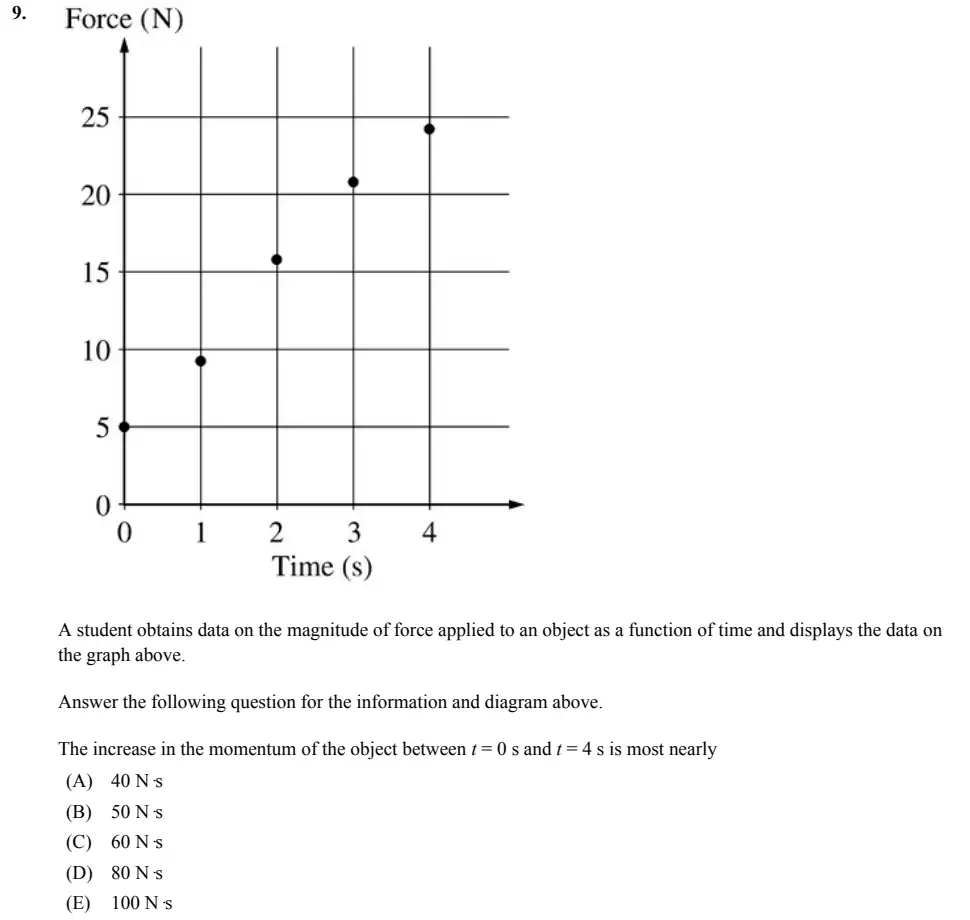 9.
Force (N)
25
20
15
10
5
0
0 1 2 3 4
Time (s)
A student obtains data on the magnitude of force applied to an object as a function of time and displays the data on
the graph above.
Answer the following question for the information and diagram above.
The increase in the momentum of the object between t = 0 s and t = 4 s is most nearly
(A) 40 N·s
(B) 50 N·s
(C) 60 N·s
(D) 80 N·s
(E) 100 N·s